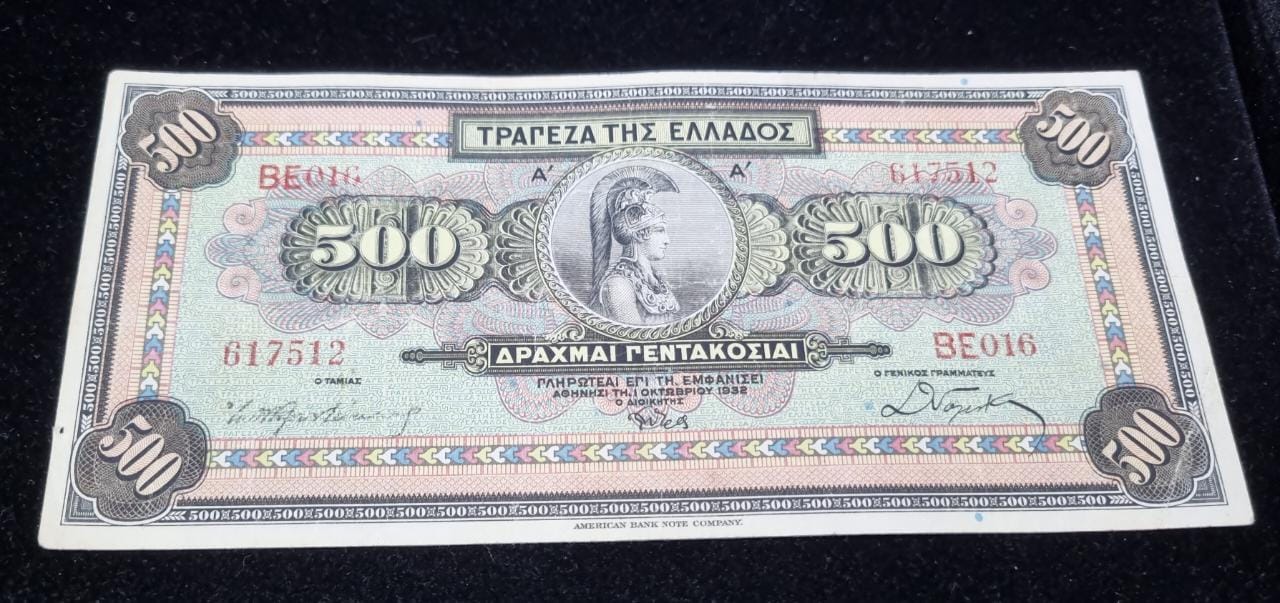 500 500
ΤΡΑΠΕΖΑ ΤΗΣ ΕΛΛΑΔΟΣ
ΒΕ016 Α' Α' 617512
500 500
617512 ΔΡΑΧΜΑΙ ΠΕΝΤΑΚΟΣΙΑΙ ΒΕ016
ΠΛΗΡΩΤΕΑΙ ΕΠΙ ΤΗ, ΕΜΦΑΝΙΣΕΙ
ΑΘΗΝΗΣΙ ΤΗ, 1 ΟΚΤΩΒΡΙΟΥ 1932
Ο ΤΑΜΙΑΣ Ο ΔΙΟΙΚΗΤΗΣ Ο ΓΕΝΙΚΟΣ ΓΡΑΜΜΑΤΕΥΣ
500 500
AMERICAN BANK NOTE COMPANY.